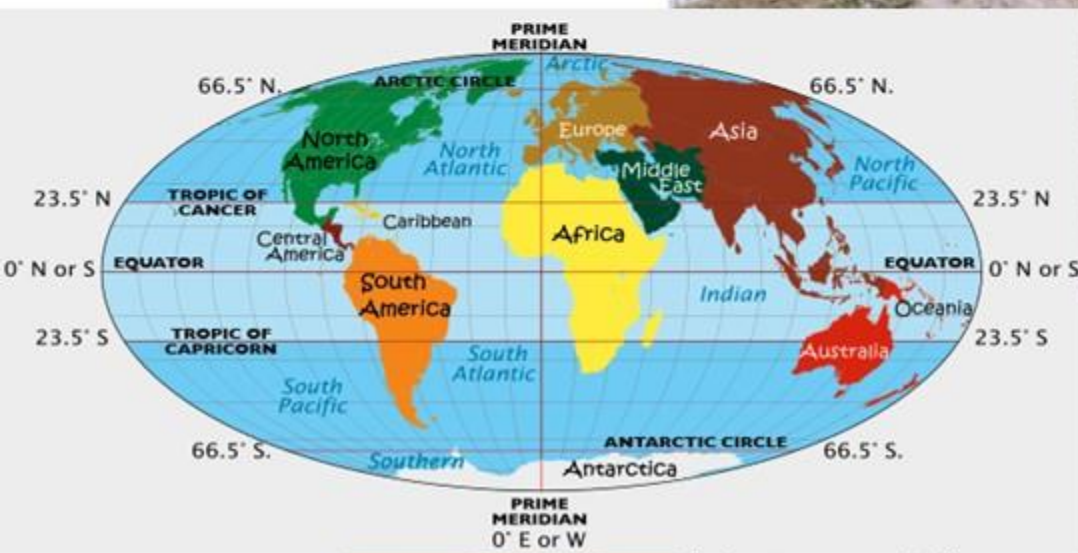 PRIME
MERIDIAN
Arctic
66.5° N.
ARCTIC CIRCLE
66.5° N.
North
America
North
Atlantic
Europe
Asia
Middle
East
North
Pacific
23.5° N
TROPIC OF
CANCER
23.5° N
Caribbean
Central
America
Africa
0° N or S
EQUATOR
EQUATOR
0° N or S
South
America
Indian
Oceania
23.5° S
TROPIC OF
CAPRICORN
23.5° S
Australia
South
Atlantic
South
Pacific
66.5° S.
ANTARCTIC CIRCLE
66.5° S.
Southern
Antarctica
PRIME
MERIDIAN
0° E or W